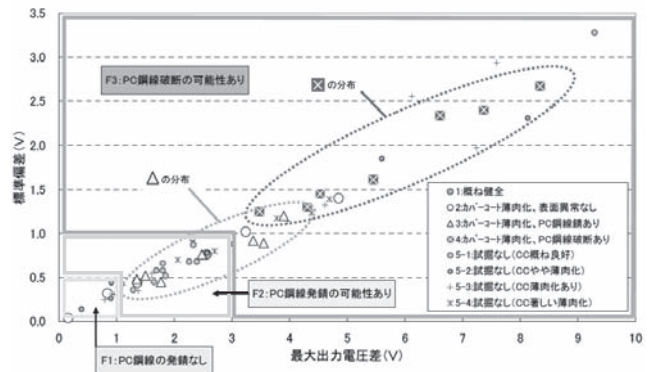 3.5
3.0
2.5
2.0
1.5
1.0
0.5
0.0
標準偏差(V)
F3:PC鋼線破断の可能性あり
の分布
の分布
1:概ね健全
2:カバーコート薄肉化、表面異常なし
3:カバーコート薄肉化、PC鋼線錆あり
4:カバーコート薄肉化、PC鋼線破断あり
5-1:試掘なし(CC概ね良好)
5-2:試掘なし(CCやや薄肉化)
5-3:試掘なし(CC薄肉化あり)
5-4:試掘なし(CC著しい薄肉化)
F2:PC鋼線発錆の可能性あり
0 1 2 3 4 5 6 7 8 9 10
最大出力電圧差(V)
F1:PC鋼線の発錆なし